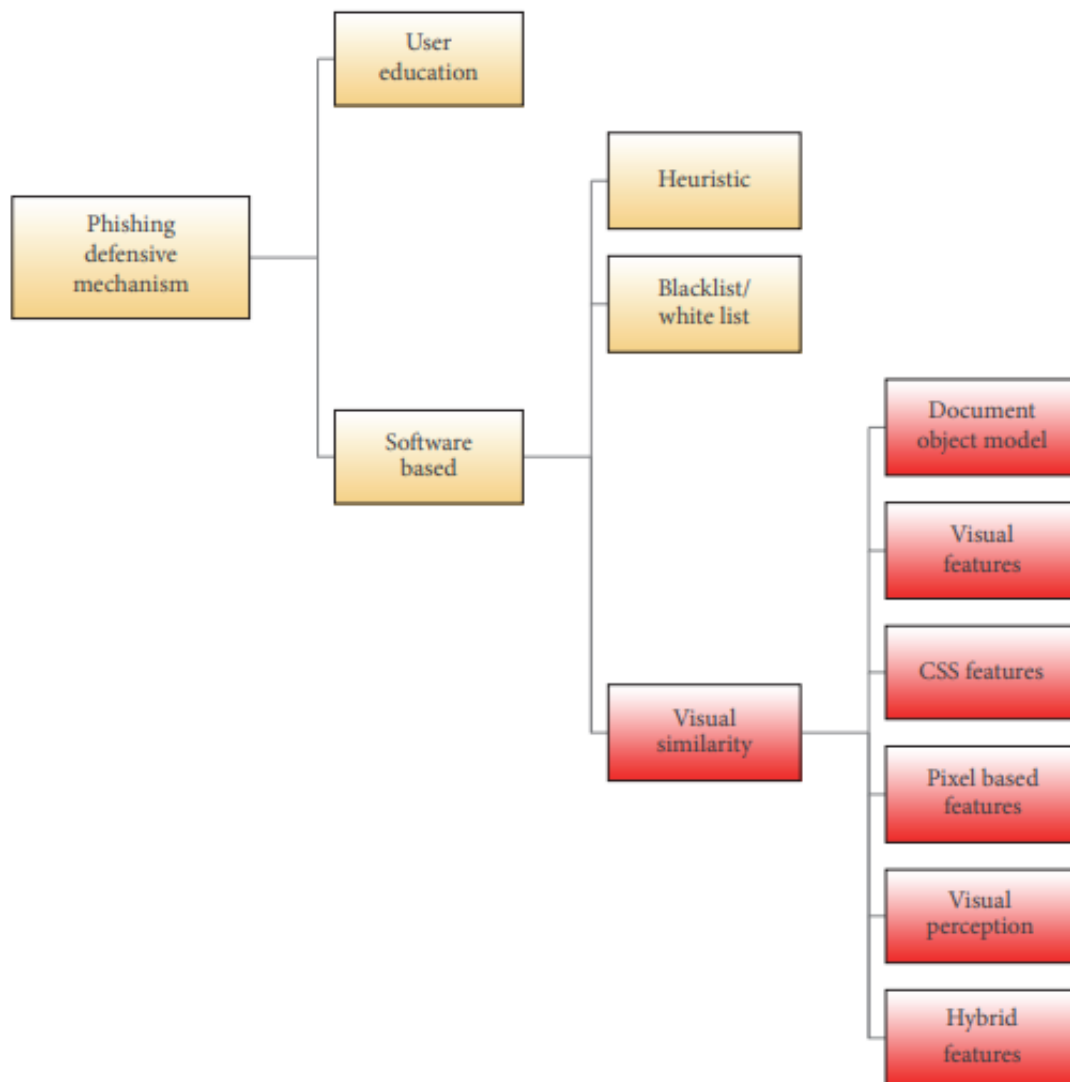 User
education
Heuristic
Phishing
defensive
mechanism
Blacklist/
white list
Document
object model
Software
based
Visual
features
CSS features
Visual
similarity
Pixel based
features
Visual
perception
Hybrid
features